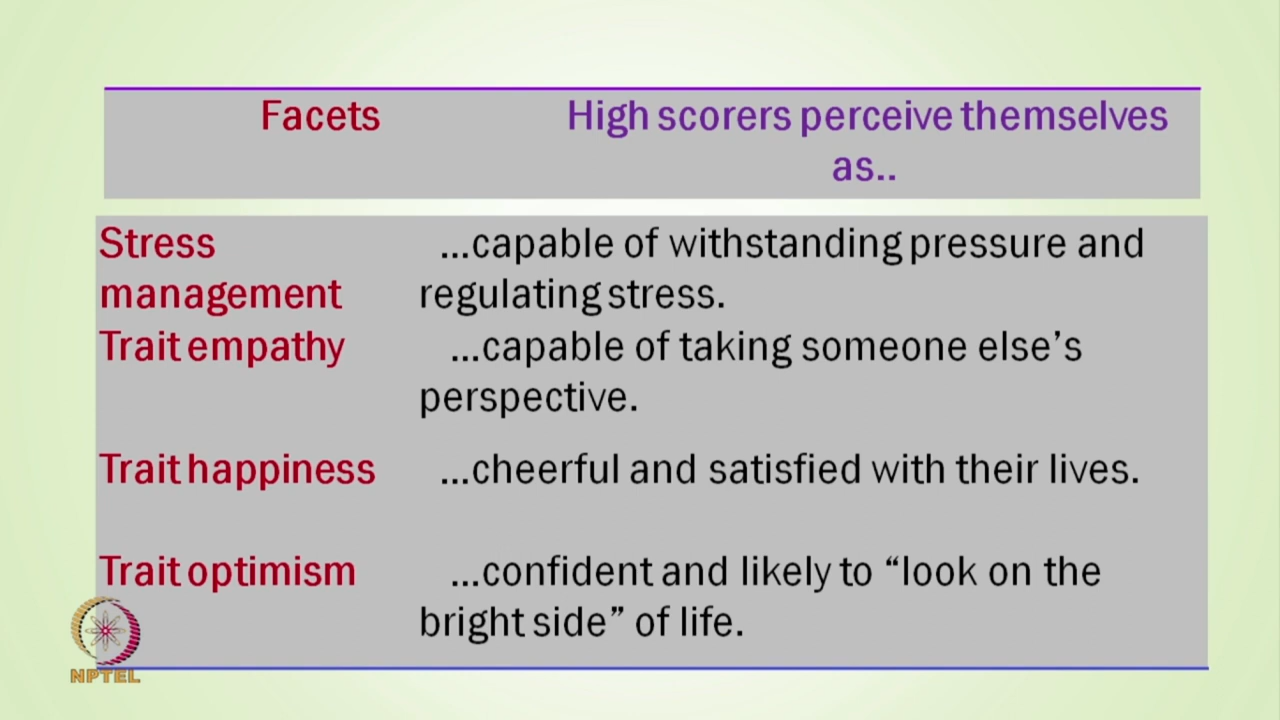 Facets
High scorers perceive themselves
as..
Stress
management
...capable of withstanding pressure and
regulating stress.
Trait empathy
...capable of taking someone else’s
perspective.
Trait happiness
...cheerful and satisfied with their lives.
Trait optimism
...confident and likely to “look on the
bright side” of life.
NPTEL